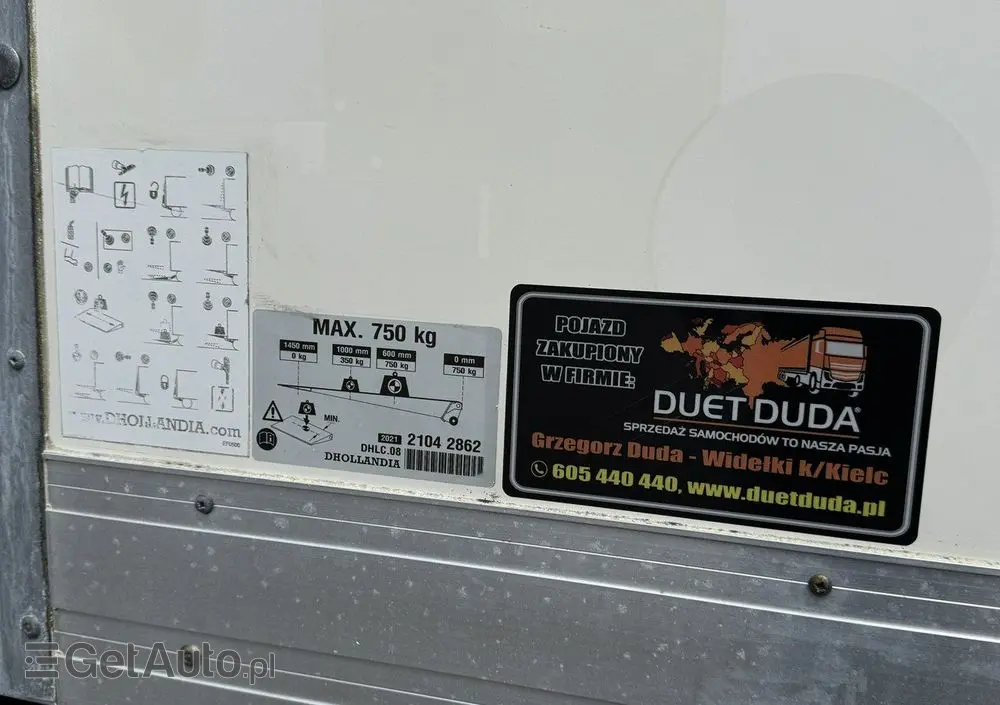 DHOLLANDIA.com
MAX. 750 kg
1450 mm 1000 mm 600 mm 0 mm
0 kg 350 kg 750 kg 750 kg
MIN.
2021 2104 2862
DHLC.08
DHOLLANDIA
POJAZD
ZAKUPIONY
W FIRMIE:
DUET DUDA®
SPRZEDAŻ SAMOCHODÓW TO NASZA PASJA
Grzegorz Duda - Widełki k/Kielc
605 440 440, www.duetduda.pl
GetAuto.pl